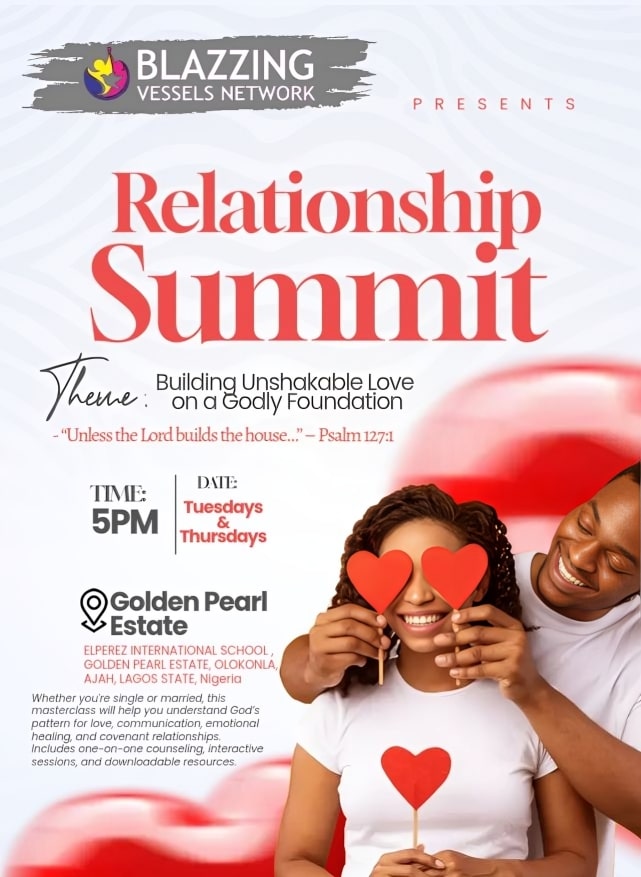 BLAZZING
VESSELS NETWORK
PRESENTS
Relationship
Summit
Theme :
Building Unshakable Love
on a Godly Foundation
- “Unless the Lord builds the house...” – Psalm 127:1
TIME:
5PM
DATE:
Tuesdays
&
Thursdays
Golden Pearl
Estate
ELPEREZ INTERNATIONAL SCHOOL ,
GOLDEN PEARL ESTATE, OLOKONLA,
AJAH, LAGOS STATE, Nigeria
Whether you're single or married, this
masterclass will help you understand God's
pattern for love, communication, emotional
healing, and covenant relationships.
Includes one-on-one counseling, interactive
sessions, and downloadable resources.